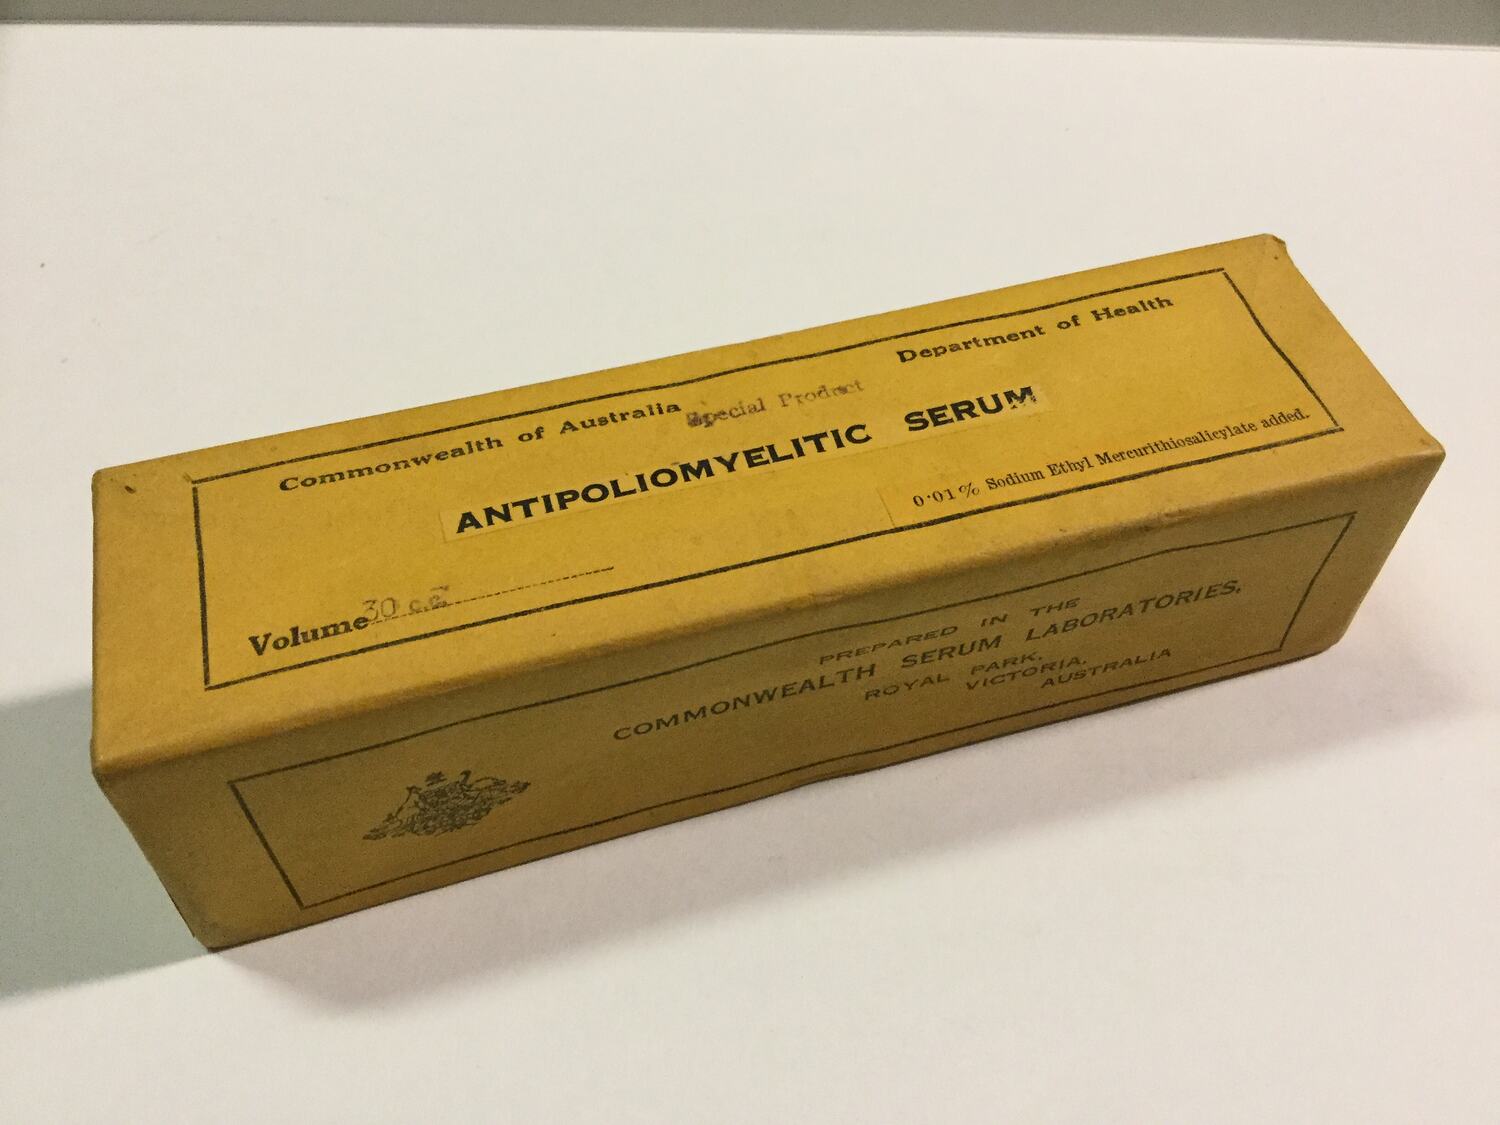 Commonwealth of Australia
Department of Health
Special Product
ANTIPOLIOMYELITIC SERUM
0·01% Sodium Ethyl Mercurithiosalicylate added.
Volume 30 c.c.
PREPARED IN THE
COMMONWEALTH SERUM LABORATORIES,
ROYAL PARK,
VICTORIA,
AUSTRALIA